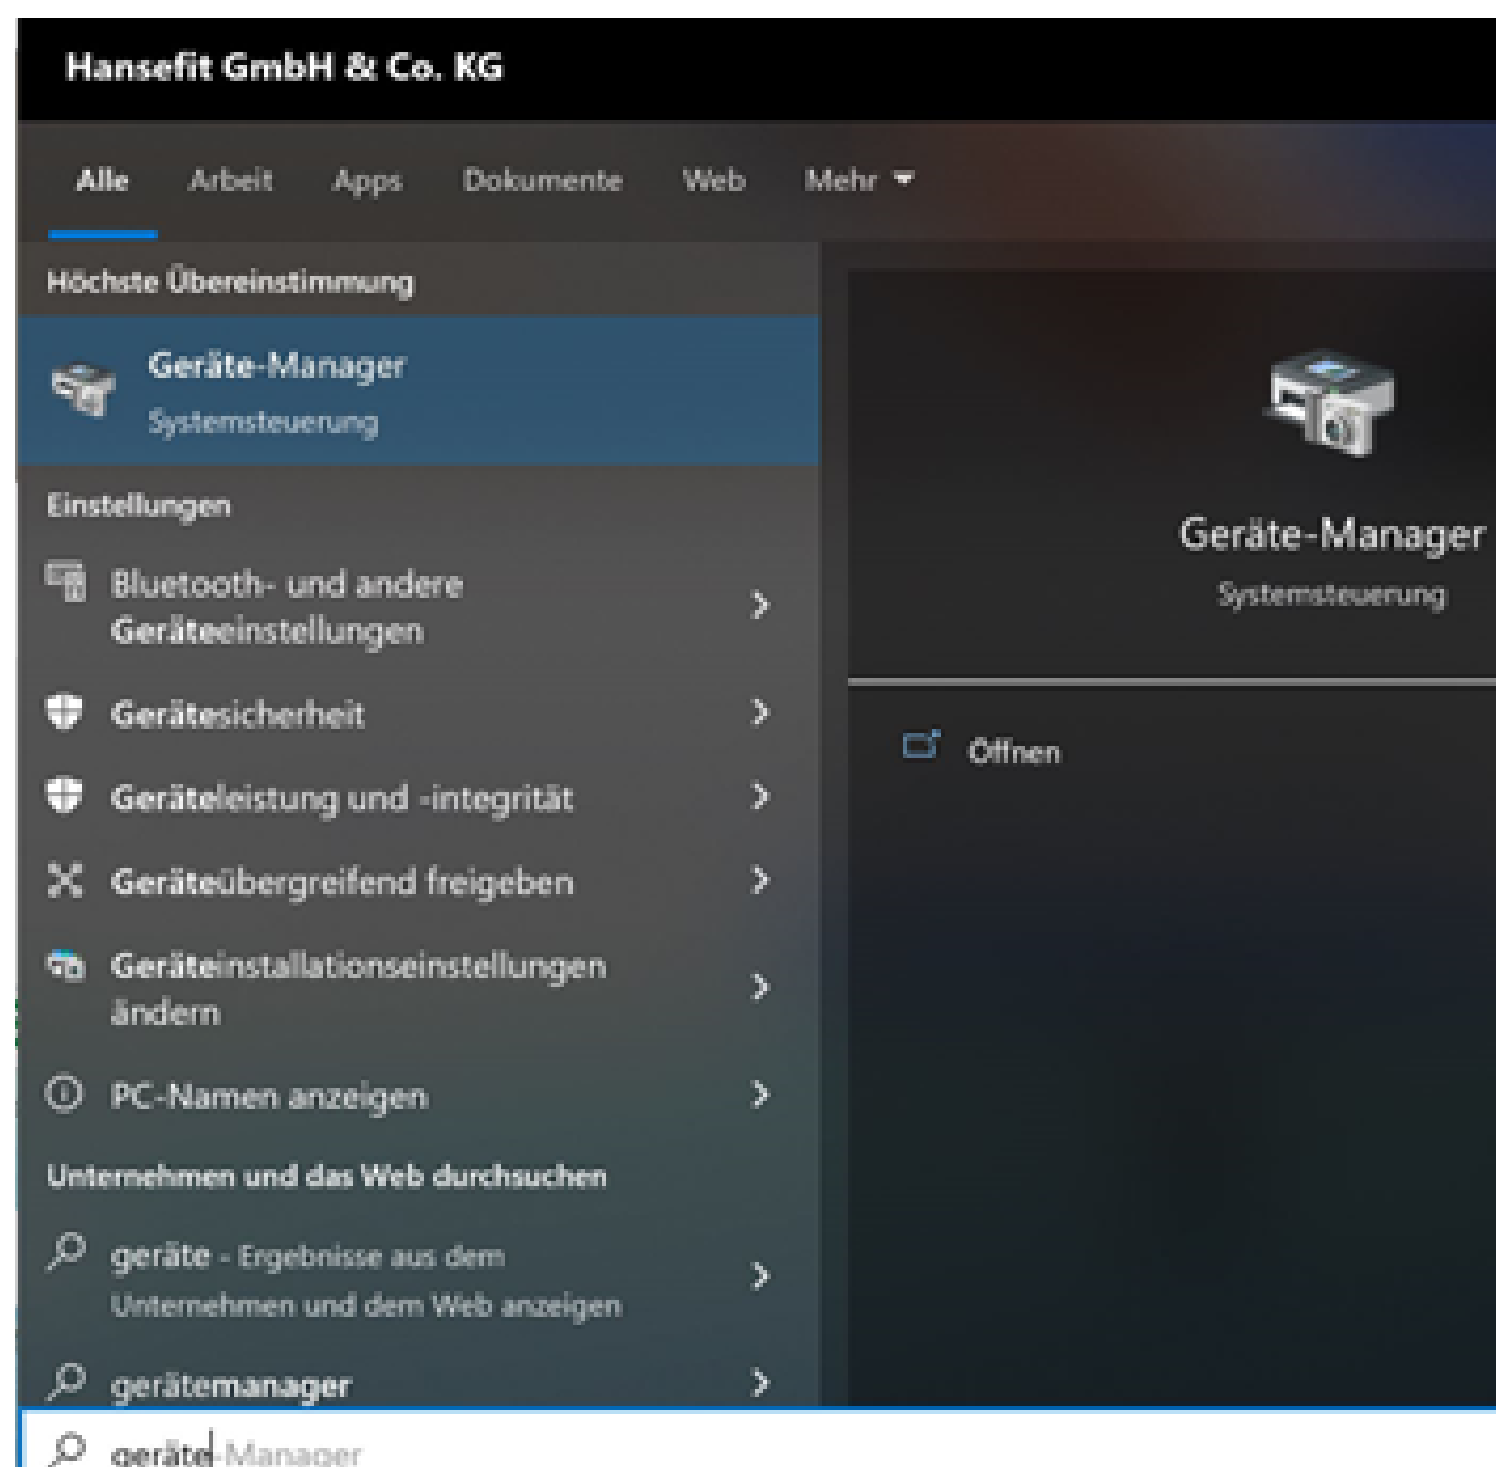 Hansefit GmbH & Co. KG
Alle Arbeit Apps Dokumente Web Mehr
Höchste Übereinstimmung
Geräte-Manager
Systemsteuerung
Einstellungen
Bluetooth- und andere
Geräteeinstellungen
Gerätesicherheit
Geräteleistung und -integrität
Geräteübergreifend freigeben
Geräteinstallationseinstellungen
ändern
PC-Namen anzeigen
Unternehmen und das Web durchsuchen
geräte - Ergebnisse aus dem
Unternehmen und dem Web anzeigen
gerätemanager
geräte-Manager
Geräte-Manager
Systemsteuerung
Öffnen